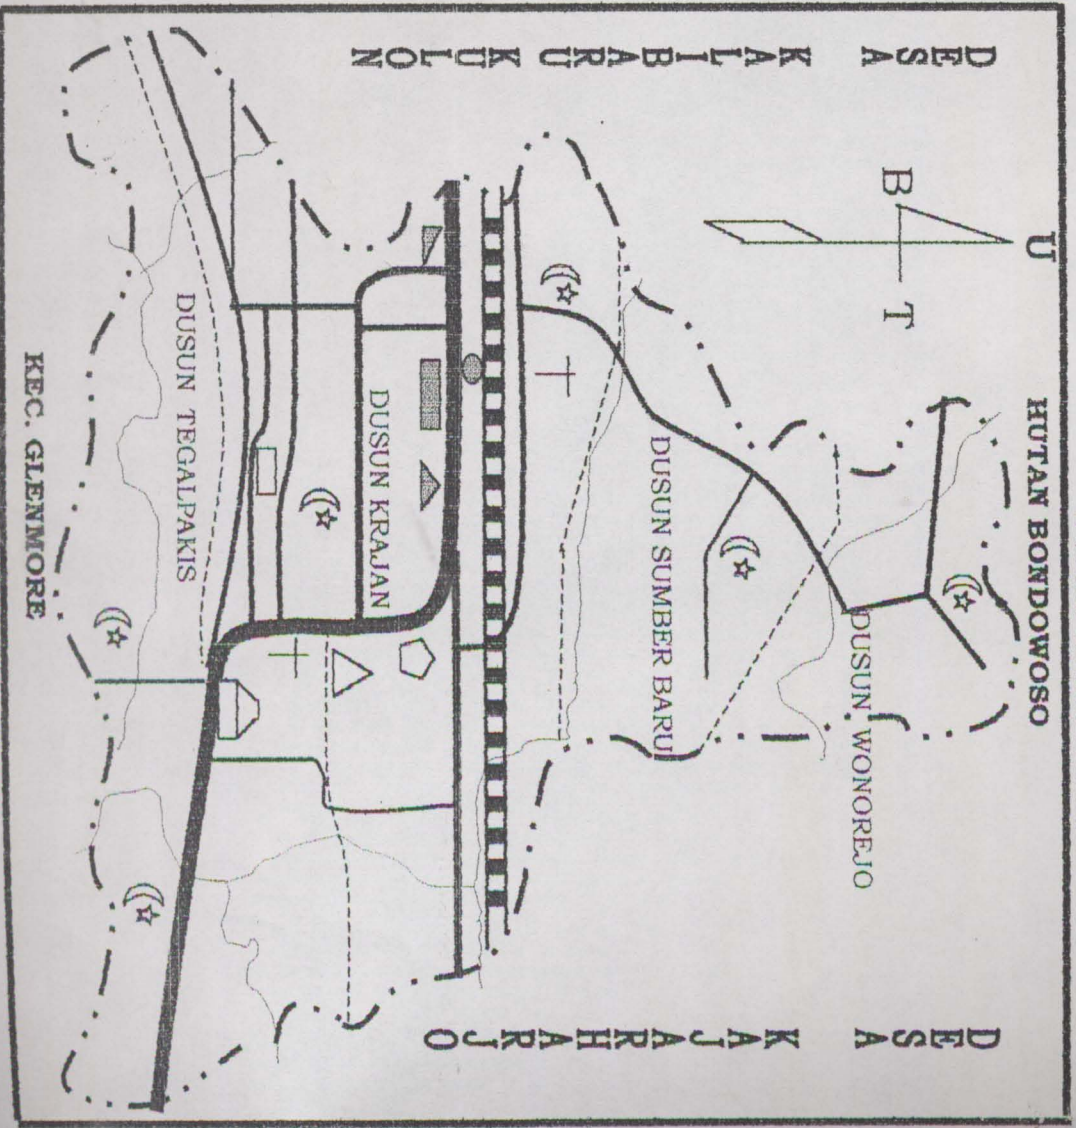 HUTAN BONDOWOSO
U
B T
DESA KALIBARU KULON
DESA KAJARHARJO
DUSUN WONOREJO
DUSUN SUMBER BARU
DUSUN KRAJAN
DUSUN TEGALPAKIS
KEC. GLENMORE